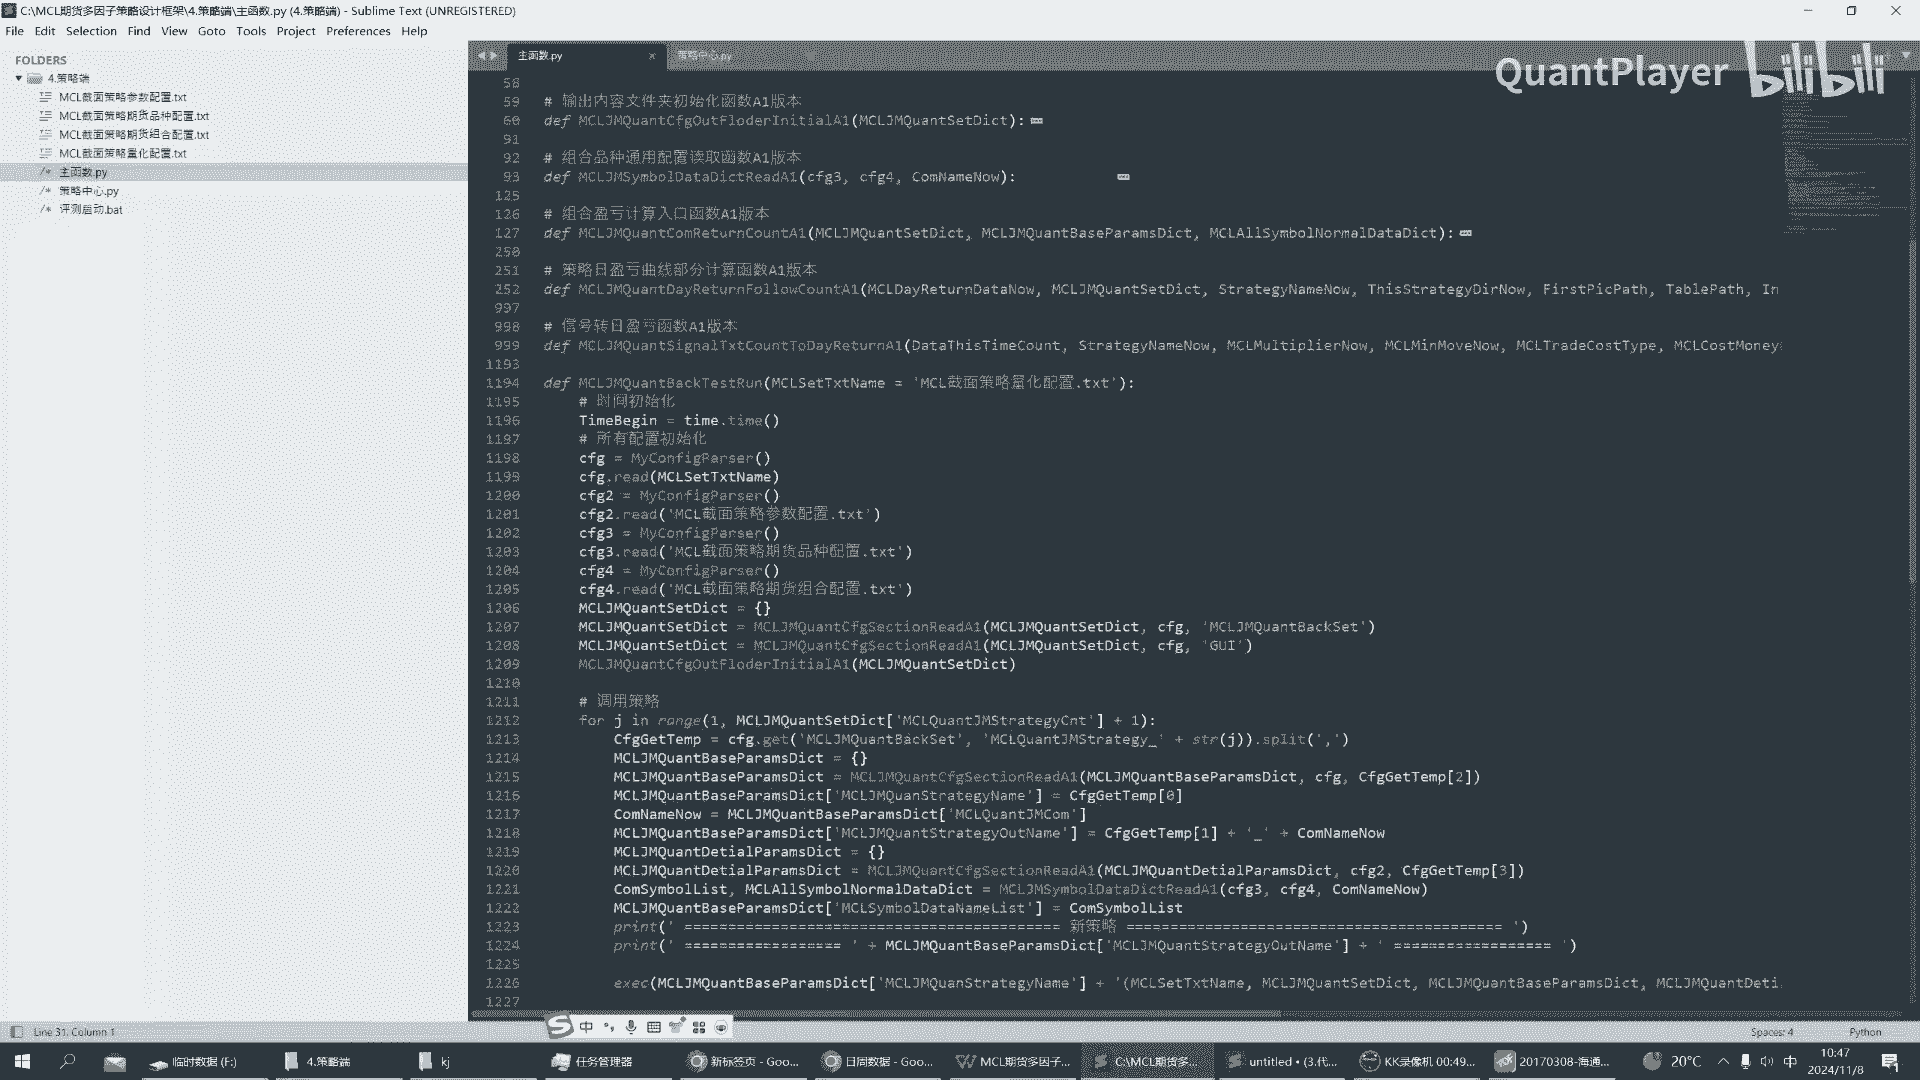 C:\MCL期货多因子策略设计框架\4.策略端\主函数.py (4.策略端) - Sublime Text (UNREGISTERED)
File Edit Selection Find View Goto Tools Project Preferences Help
FOLDERS
4.策略端
MCL截面策略参数配置.txt
MCL截面策略期货品种配置.txt
MCL截面策略期货组合配置.txt
MCL截面策略量化配置.txt
主函数.py
策略中心.py
评测启动.bat
主函数.py
策略中心.py
QuantPlayer bilibili
58
59 # 输出内容文件夹初始化函数A1版本
60 def MCLJMQuantCfgOutFloderInitialA1(MCLJMQuantSetDict):
91
92 # 组合品种通用配置读取函数A1版本
93 def MCLJMSymbolDataDictReadA1(cfg3, cfg4, ComNameNow):
125
126 # 组合盈亏计算入口函数A1版本
127 def MCLJMQuantComReturnCountA1(MCLJMQuantSetDict, MCLJMQuantBaseParamsDict, MCLAllSymbolNormalDataDict):
250
251 # 策略日盈亏曲线部分计算函数A1版本
252 def MCLJMQuantDayReturnFollowCountA1(MCLDayReturnDataNow, MCLJMQuantSetDict, StrategyNameNow, ThisStrategyDirNow, FirstPicPath, TablePath, In
997
998 # 信号转日盈亏函数A1版本
999 def MCLJMQuantSignalTxtCountToDayReturnA1(DataThisTimeCount, StrategyNameNow, MCLMultiplierNow, MCLMinMoveNow, MCLTradeCostType, MCLCostMoney
1193
1194 def MCLJMQuantBackTestRun(MCLSetTxtName = 'MCL截面策略量化配置.txt'):
1195 # 时间初始化
1196 TimeBegin = time.time()
1197 # 所有配置初始化
1198 cfg = MyConfigParser()
1199 cfg.read(MCLSetTxtName)
1200 cfg2 = MyConfigParser()
1201 cfg2.read('MCL截面策略参数配置.txt')
1202 cfg3 = MyConfigParser()
1203 cfg3.read('MCL截面策略期货品种配置.txt')
1204 cfg4 = MyConfigParser()
1205 cfg4.read('MCL截面策略期货组合配置.txt')
1206 MCLJMQuantSetDict = {}
1207 MCLJMQuantSetDict = MCLJMQuantCfgSectionReadA1(MCLJMQuantSetDict, cfg, 'MCLJMQuantBackSet')
1208 MCLJMQuantSetDict = MCLJMQuantCfgSectionReadA1(MCLJMQuantSetDict, cfg, 'GUI')
1209 MCLJMQuantCfgOutFloderInitialA1(MCLJMQuantSetDict)
1210
1211 # 调用策略
1212 for j in range(1, MCLJMQuantSetDict['MCLQuantJMStrategyCnt'] + 1):
1213 CfgGetTemp = cfg.get('MCLJMQuantBackSet', 'MCLQuantJMStrategy_' + str(j)).split(',')
1214 MCLJMQuantBaseParamsDict = {}
1215 MCLJMQuantBaseParamsDict = MCLJMQuantCfgSectionReadA1(MCLJMQuantBaseParamsDict, cfg, CfgGetTemp[2])
1216 MCLJMQuantBaseParamsDict['MCLJMQuanStrategyName'] = CfgGetTemp[0]
1217 ComNameNow = MCLJMQuantBaseParamsDict['MCLQuantJMCom']
1218 MCLJMQuantBaseParamsDict['MCLJMQuantStrategyOutName'] = CfgGetTemp[1] + '_' + ComNameNow
1219 MCLJMQuantDetialParamsDict = {}
1220 MCLJMQuantDetialParamsDict = MCLJMQuantCfgSectionReadA1(MCLJMQuantDetialParamsDict, cfg2, CfgGetTemp[3])
1221 ComSymbolList, MCLAllSymbolNormalDataDict = MCLJMSymbolDataDictReadA1(cfg3, cfg4, ComNameNow)
1222 MCLJMQuantBaseParamsDict['MCLSymbolDataNameList'] = ComSymbolList
1223 print(' =========================================== 新策略 =========================================== ')
1224 print(' ================== ' + MCLJMQuantBaseParamsDict['MCLJMQuantStrategyOutName'] + ' ================== ')
1225
1226 exec(MCLJMQuantBaseParamsDict['MCLJMQuanStrategyName'] + '(MCLSetTxtName, MCLJMQuantSetDict, MCLJMQuantBaseParamsDict, MCLJMQuantDeti
1227
Line 31, Column 1
中
Spaces: 4
Python
临时数据 (F:)
4.策略端
kj
任务管理器
新标签页 - Goo...
日周数据 - Goo...
MCL期货多因子...
C:\MCL期货多...
untitled • (3.代...
KK录像机 00:49...
20170308-海通...
20°C
中
10:47
2024/11/8